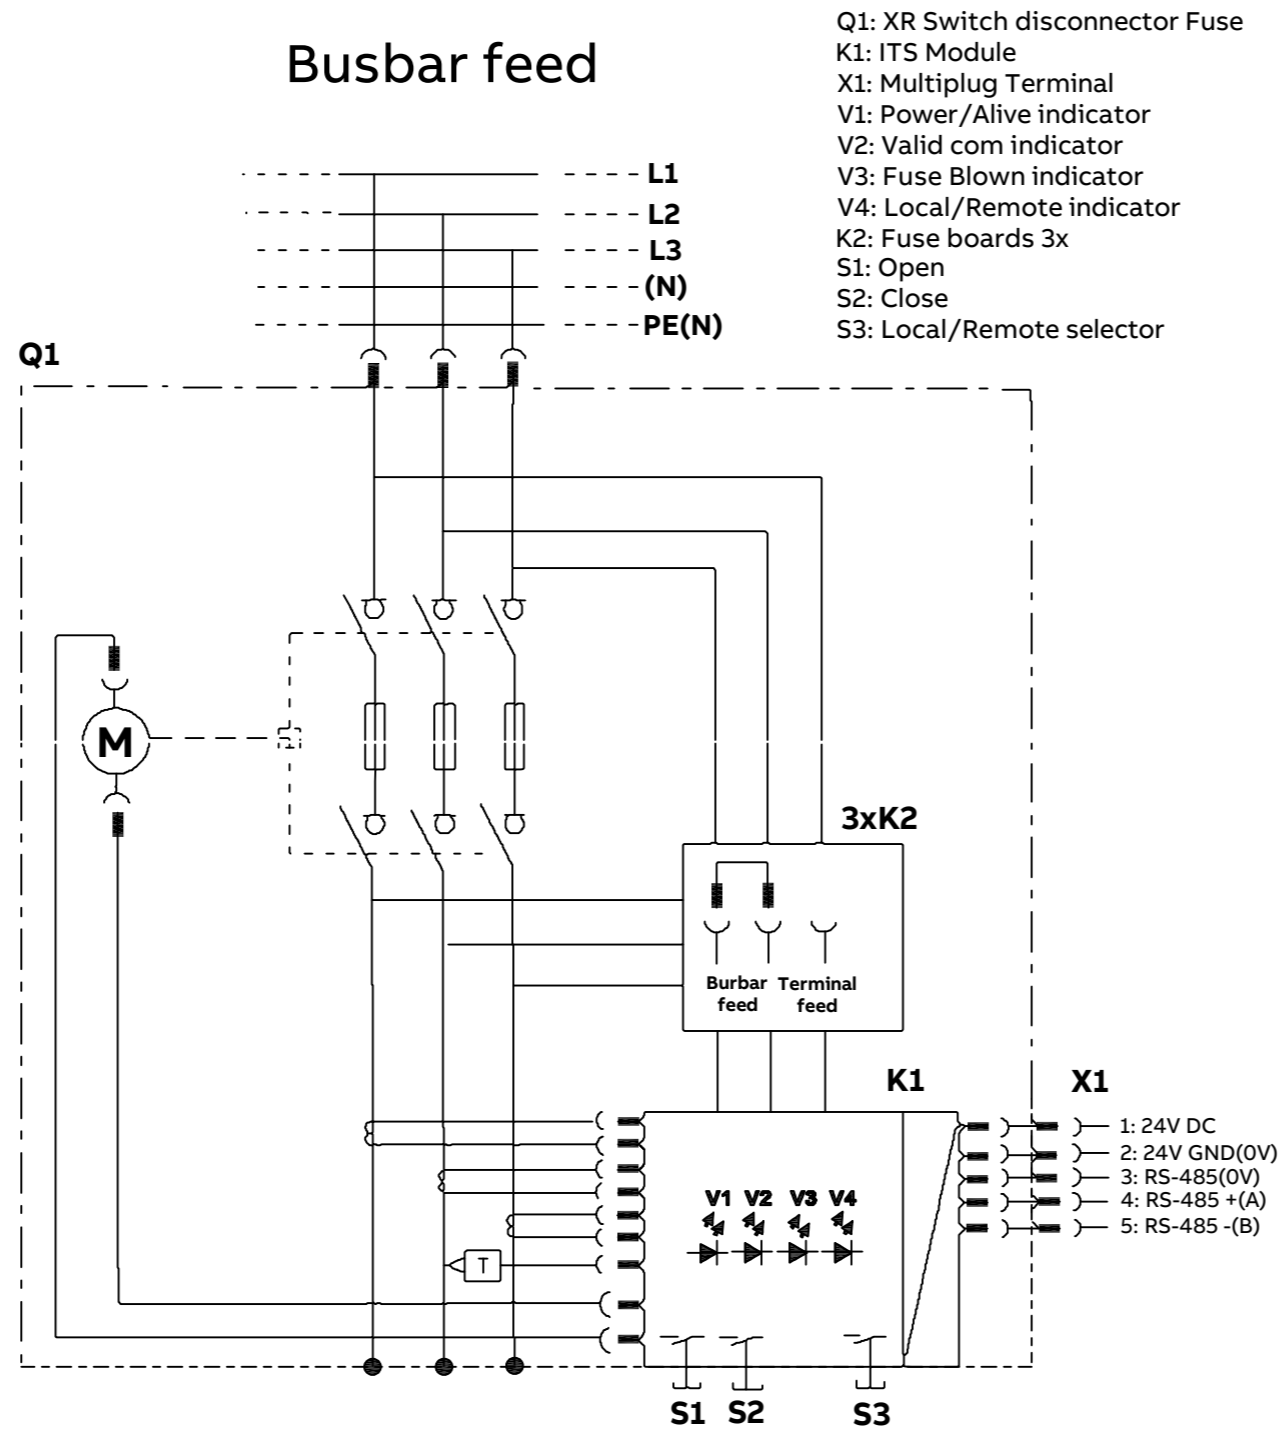 Q1: XR Switch disconnector Fuse
K1: ITS Module
X1: Multiplug Terminal
V1: Power/Alive indicator
V2: Valid com indicator
V3: Fuse Blown indicator
V4: Local/Remote indicator
K2: Fuse boards 3x
S1: Open
S2: Close
S3: Local/Remote selector
Busbar feed
L1
L2
L3
(N)
PE(N)
Q1
M
3xK2
Burbar feed
Terminal feed
K1
X1
1: 24V DC
2: 24V GND(0V)
3: RS-485(0V)
4: RS-485 +(A)
5: RS-485 -(B)
V1 V2 V3 V4
T
S1 S2 S3